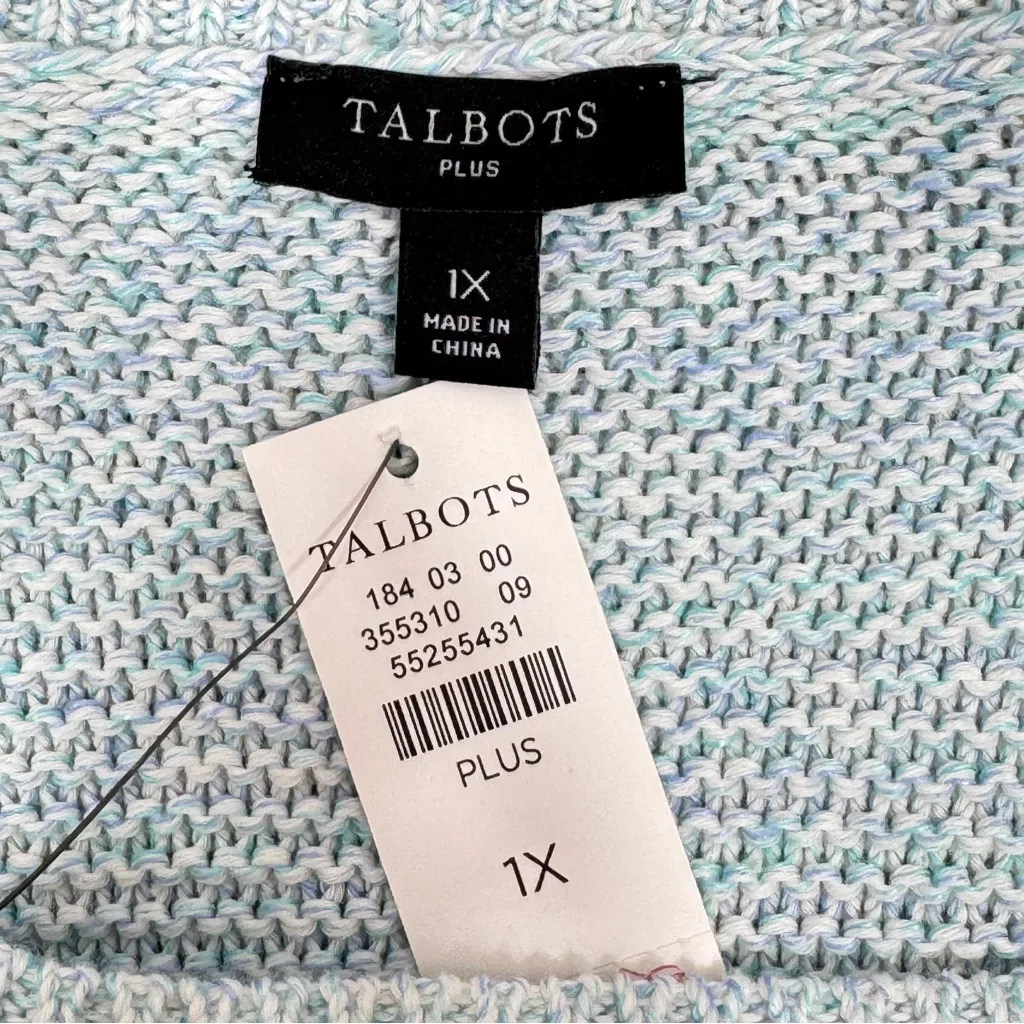 TALBOTS
PLUS
1X
MADE IN
CHINA
TALBOTS
184 03 00
355310 09
55255431
PLUS
1X